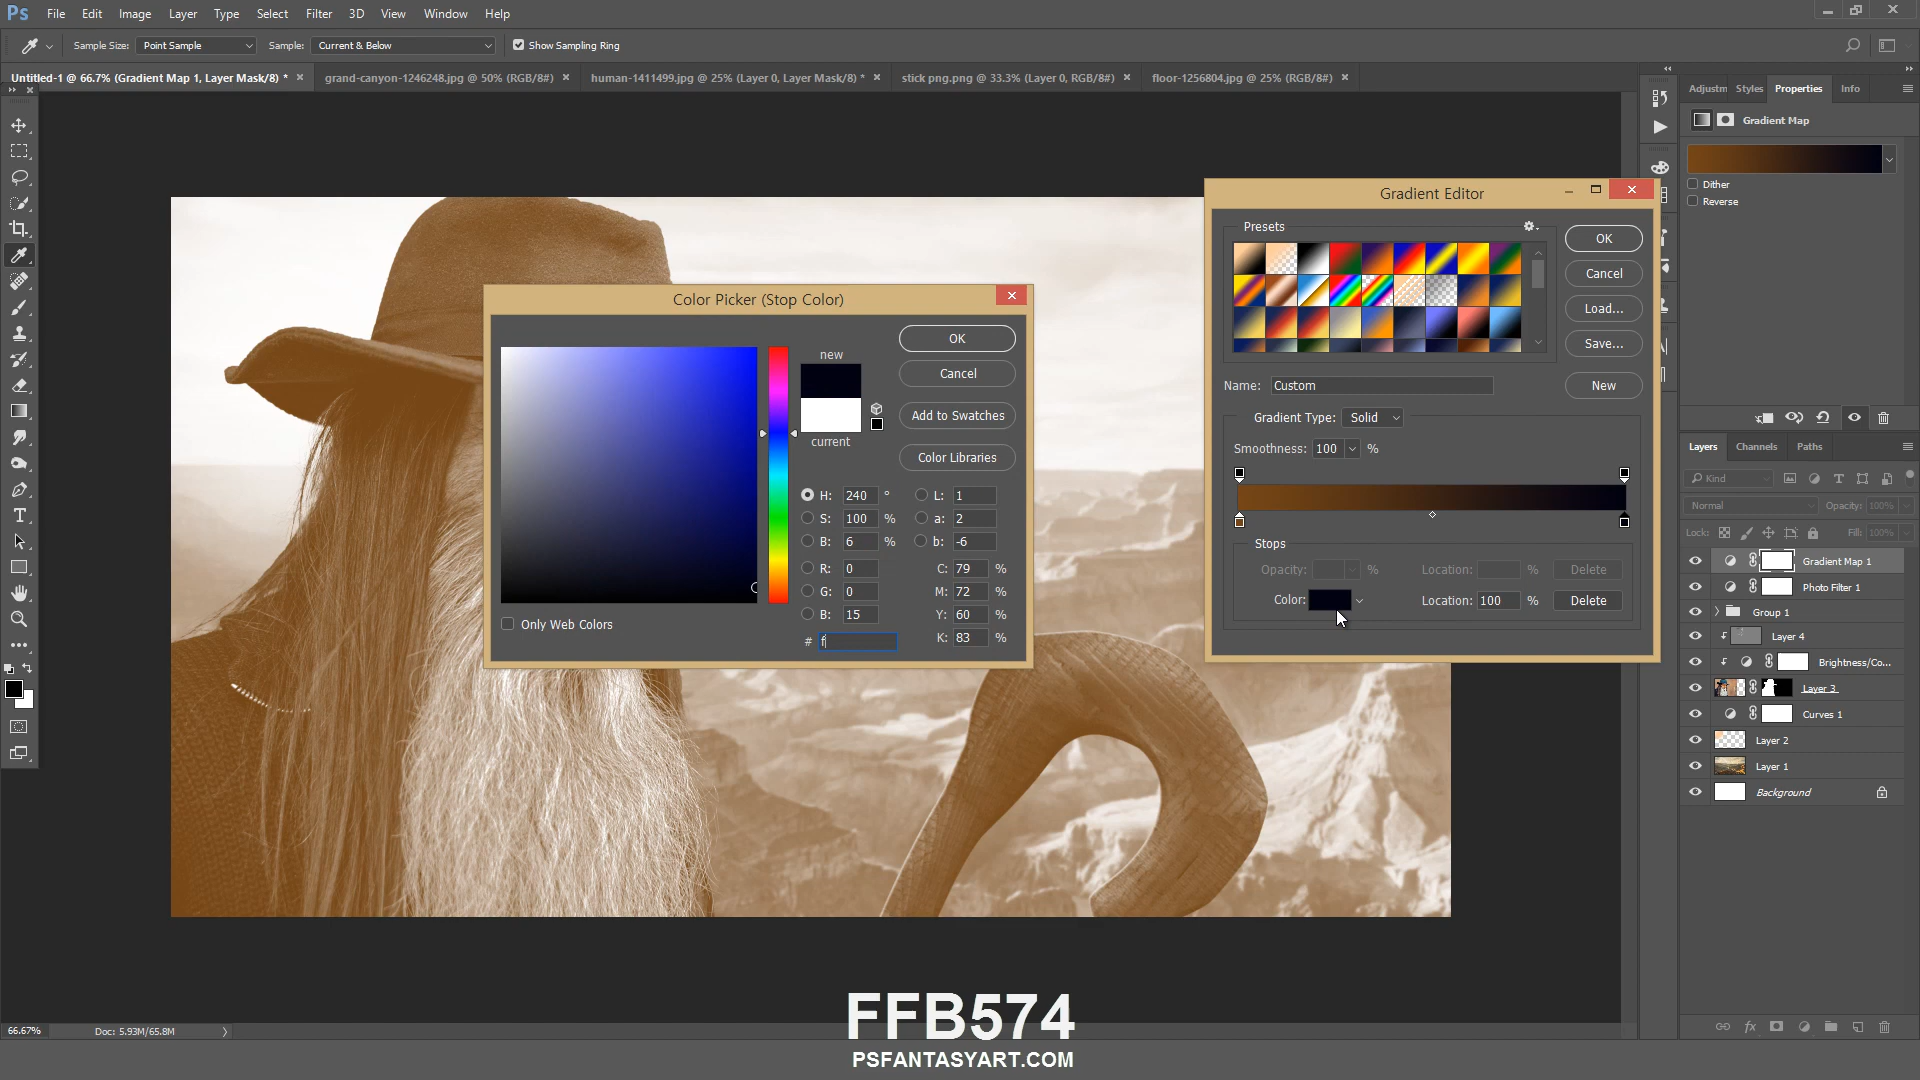 Ps File Edit Image Layer Type Select Filter 3D View Window Help
Sample Size: Point Sample Sample: Current & Below Show Sampling Ring
Untitled-1 @ 66.7% (Gradient Map 1, Layer Mask/8) * grand-canyon-1246248.jpg @ 50% (RGB/8#) human-1411499.jpg @ 25% (Layer 0, Layer Mask/8) * stick png.png @ 33.3% (Layer 0, RGB/8#) floor-1256804.jpg @ 25% (RGB/8#)
Adjustm Styles Properties Info
Gradient Map
Dither
Reverse
Gradient Editor
Presets
OK
Cancel
Load...
Save...
Name: Custom
New
Gradient Type: Solid
Smoothness: 100 %
Stops
Opacity: % Location: % Delete
Color: Location: 100 % Delete
Color Picker (Stop Color)
new
current
OK
Cancel
Add to Swatches
Color Libraries
H: 240 ° L: 1
S: 100 % a: 2
B: 6 % b: -6
R: 0 C: 79 %
G: 0 M: 72 %
B: 15 Y: 60 %
# f K: 83 %
Only Web Colors
Layers Channels Paths
Kind
Normal Opacity: 100%
Lock: Fill: 100%
Gradient Map 1
Photo Filter 1
Group 1
Layer 4
Brightness/Co...
Layer 3
Curves 1
Layer 2
Layer 1
Background
fx
66.67% Doc: 5.93M/65.8M
FFB574
PSFANTASYART.COM